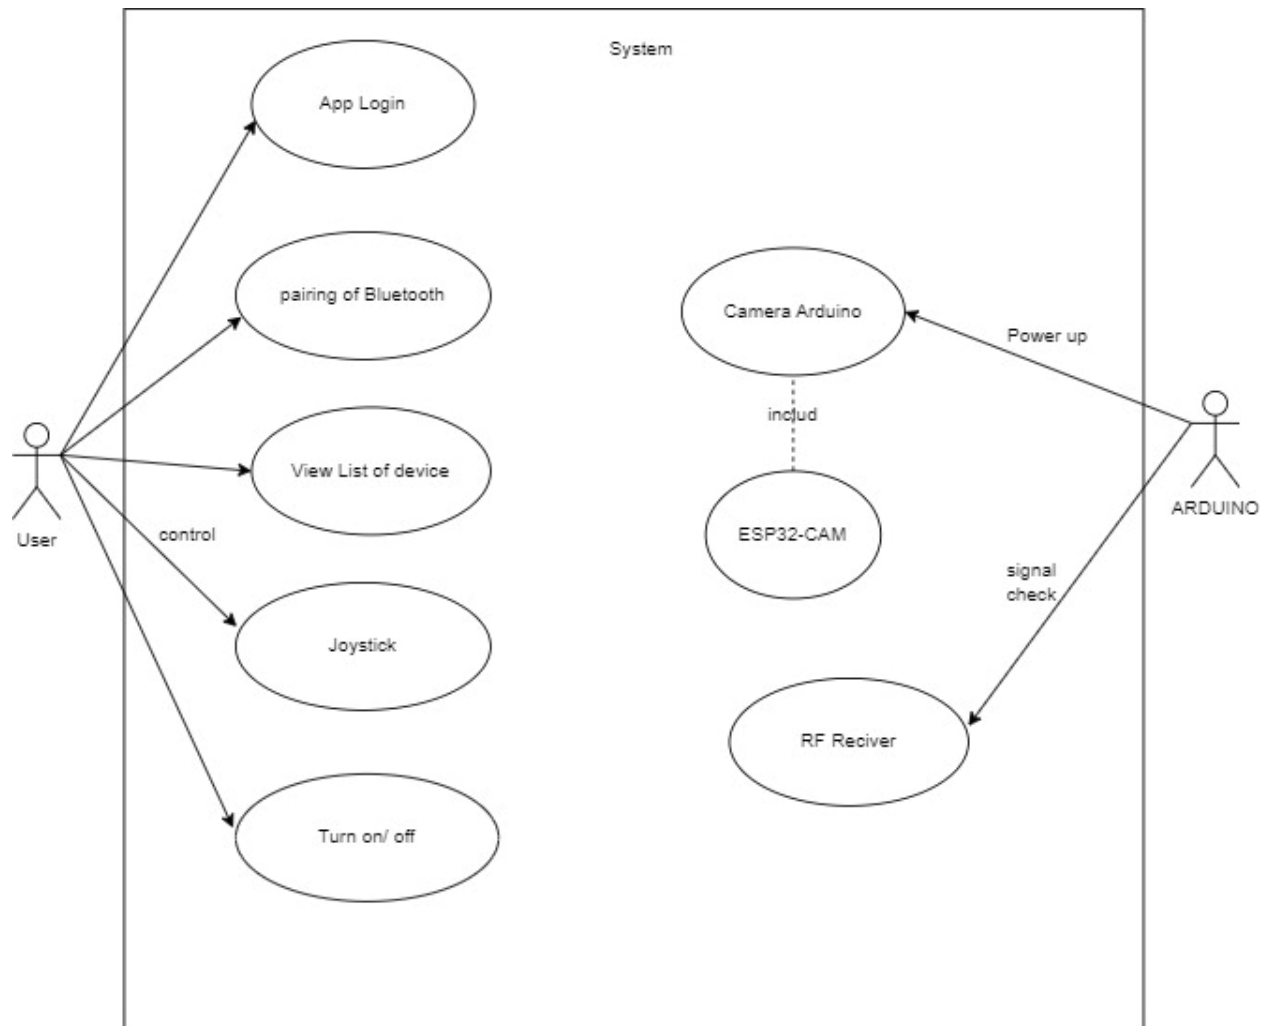 System
App Login
pairing of Bluetooth
Camera Arduino
Power up
includ
View List of device
User
control
ESP32-CAM
ARDUINO
signal
check
Joystick
RF Reciver
Turn on/ off